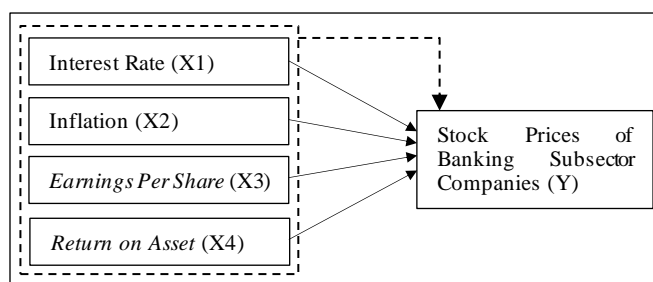 Interest Rate (X1)
Inflation (X2)
Earnings Per Share (X3)
Return on Asset (X4)
Stock Prices of
Banking Subsector
Companies (Y)